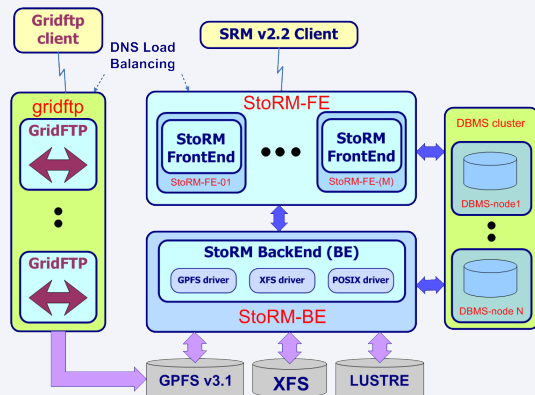 Gridftp
client
DNS Load
Balancing
SRM v2.2 Client
gridftp
GridFTP
GridFTP
StoRM-FE
StoRM
FrontEnd
StoRM-FE-01
StoRM
FrontEnd
StoRM-FE-(M)
DBMS cluster
DBMS-node1
DBMS-node N
StoRM BackEnd (BE)
GPFS driver
XFS driver
POSIX driver
StoRM-BE
GPFS v3.1
XFS
LUSTRE